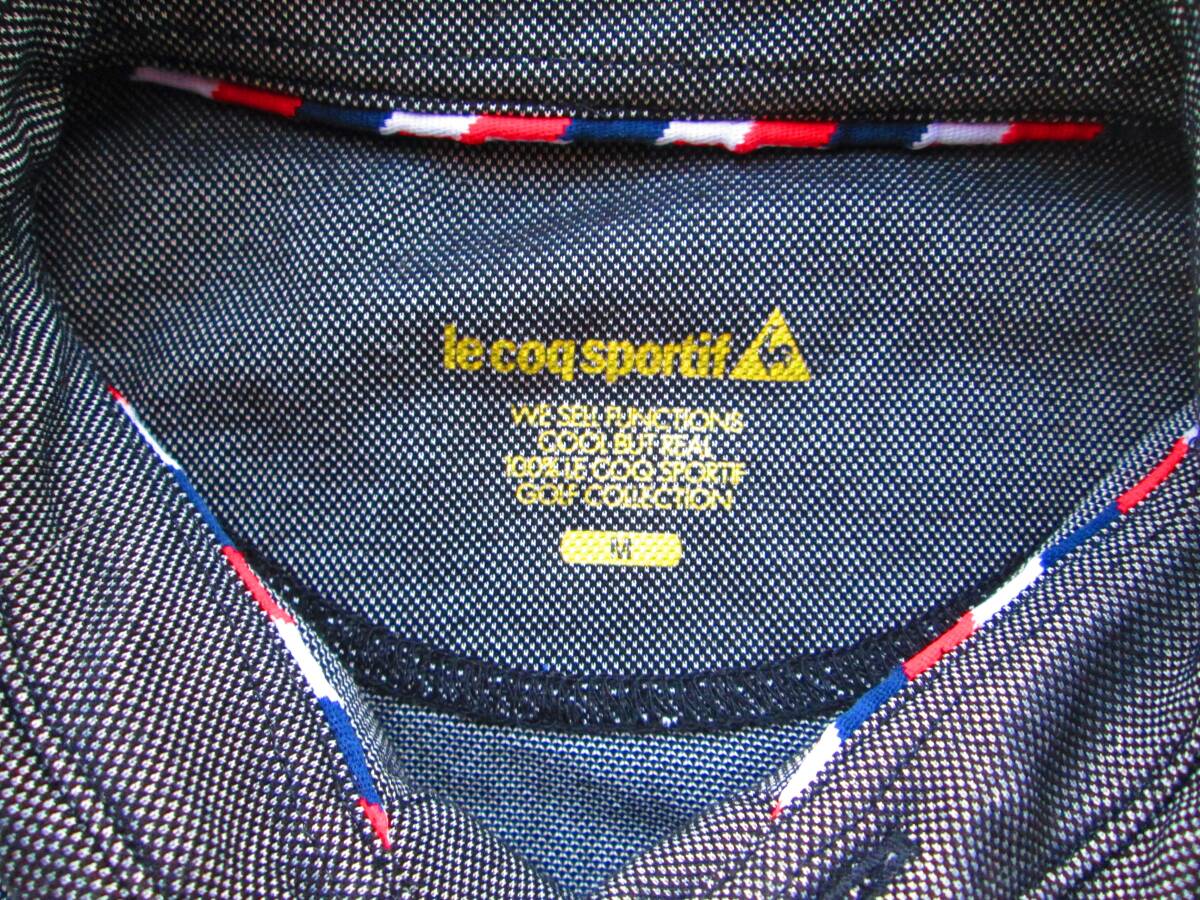 le coq sportif
WE SELL FUNCTIONS
COOL BUT REAL
100% LE COQ SPORTIF
GOLF COLLECTION
M